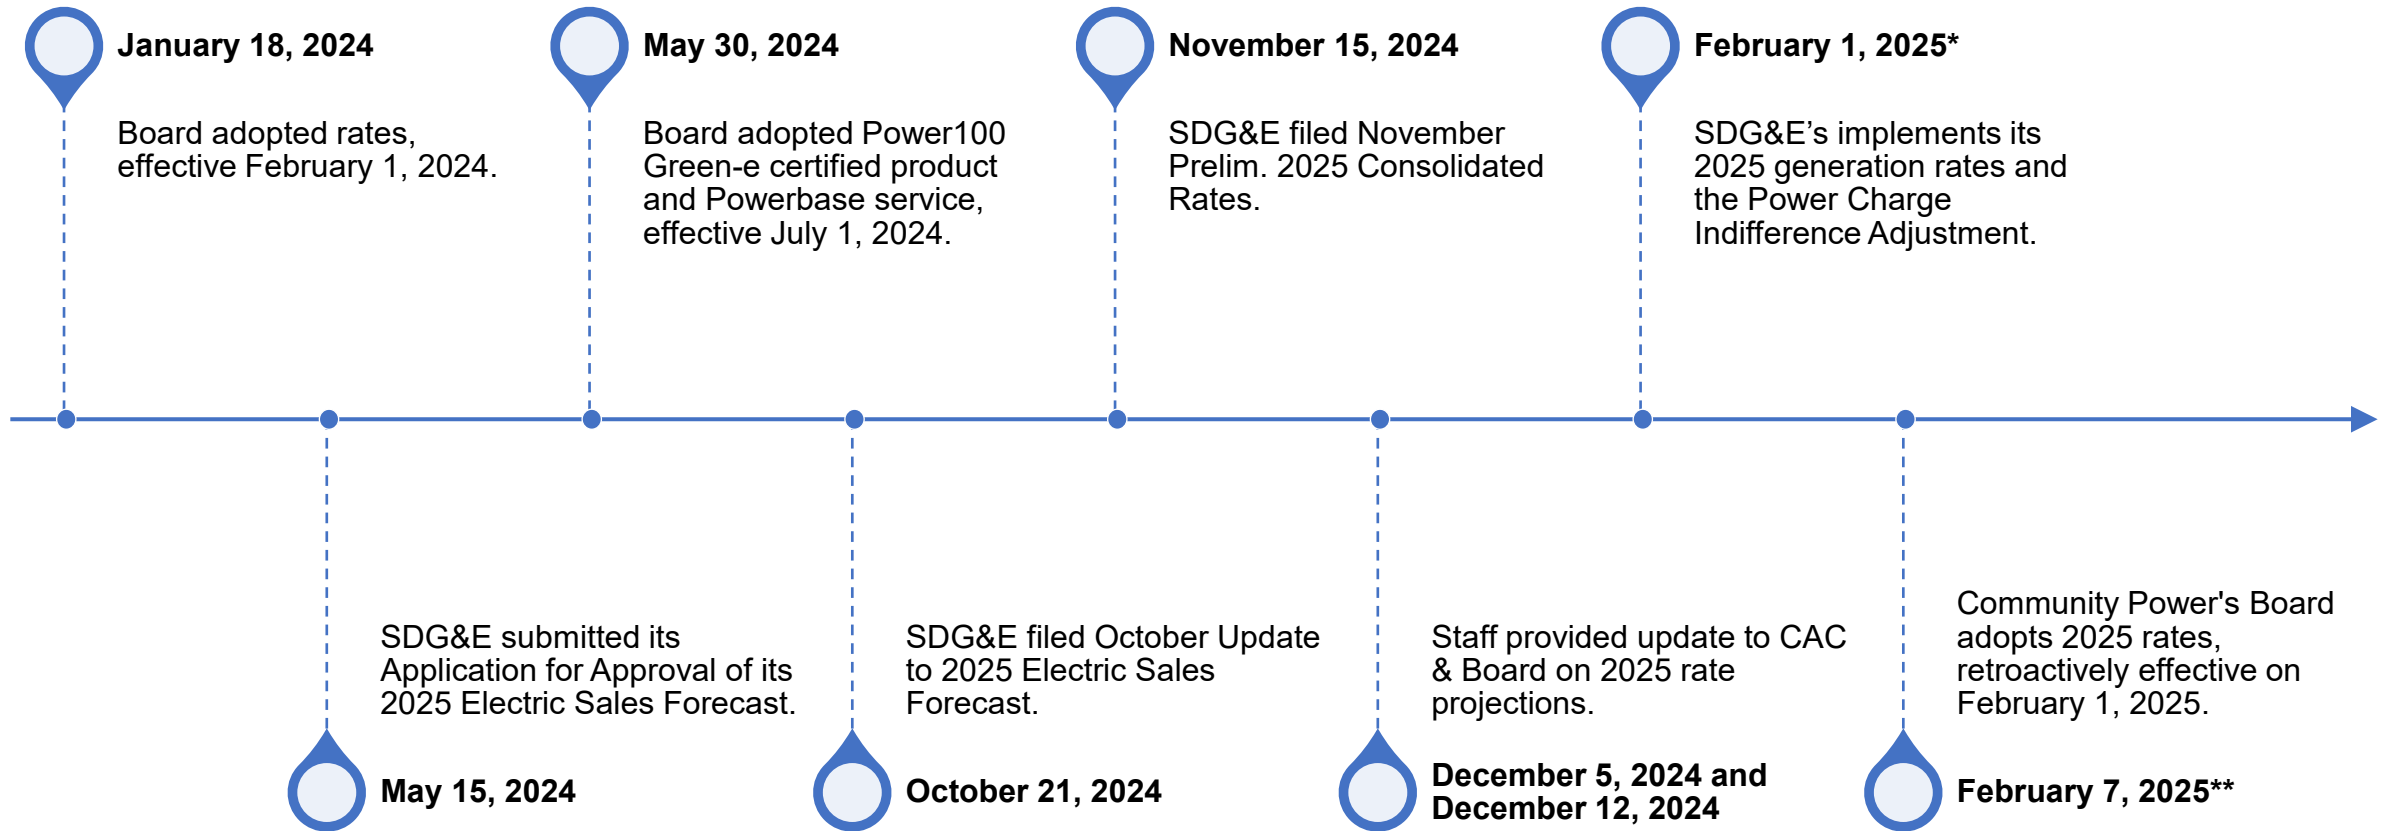 January 18, 2024
Board adopted rates,
effective February 1, 2024.
SDG&E submitted its
Application for Approval of its
2025 Electric Sales Forecast.
May 15, 2024
May 30, 2024
Board adopted Power100
Green-e certified product
and Powerbase service,
effective July 1, 2024.
SDG&E filed October Update
to 2025 Electric Sales
Forecast.
October 21, 2024
November 15, 2024
SDG&E filed November
Prelim. 2025 Consolidated
Rates.
Staff provided update to CAC
& Board on 2025 rate
projections.
December 5, 2024 and
December 12, 2024
February 1, 2025*
SDG&E’s implements its
2025 generation rates and
the Power Charge
Indifference Adjustment.
Community Power's Board
adopts 2025 rates,
retroactively effective on
February 1, 2025.
February 7, 2025**